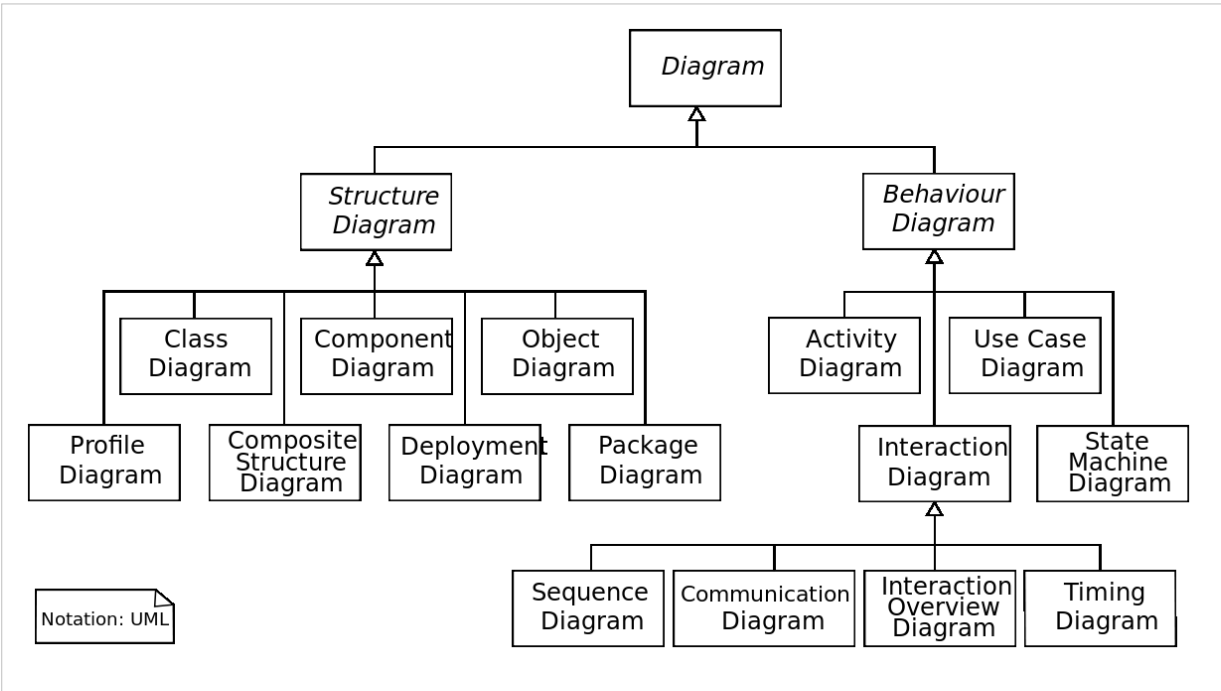 Diagram
Structure
Diagram
Behaviour
Diagram
Class
Diagram
Component
Diagram
Object
Diagram
Activity
Diagram
Use Case
Diagram
Profile
Diagram
Composite
Structure
Diagram
Deployment
Diagram
Package
Diagram
Interaction
Diagram
State
Machine
Diagram
Sequence
Diagram
Communication
Diagram
Interaction
Overview
Diagram
Timing
Diagram
Notation: UML